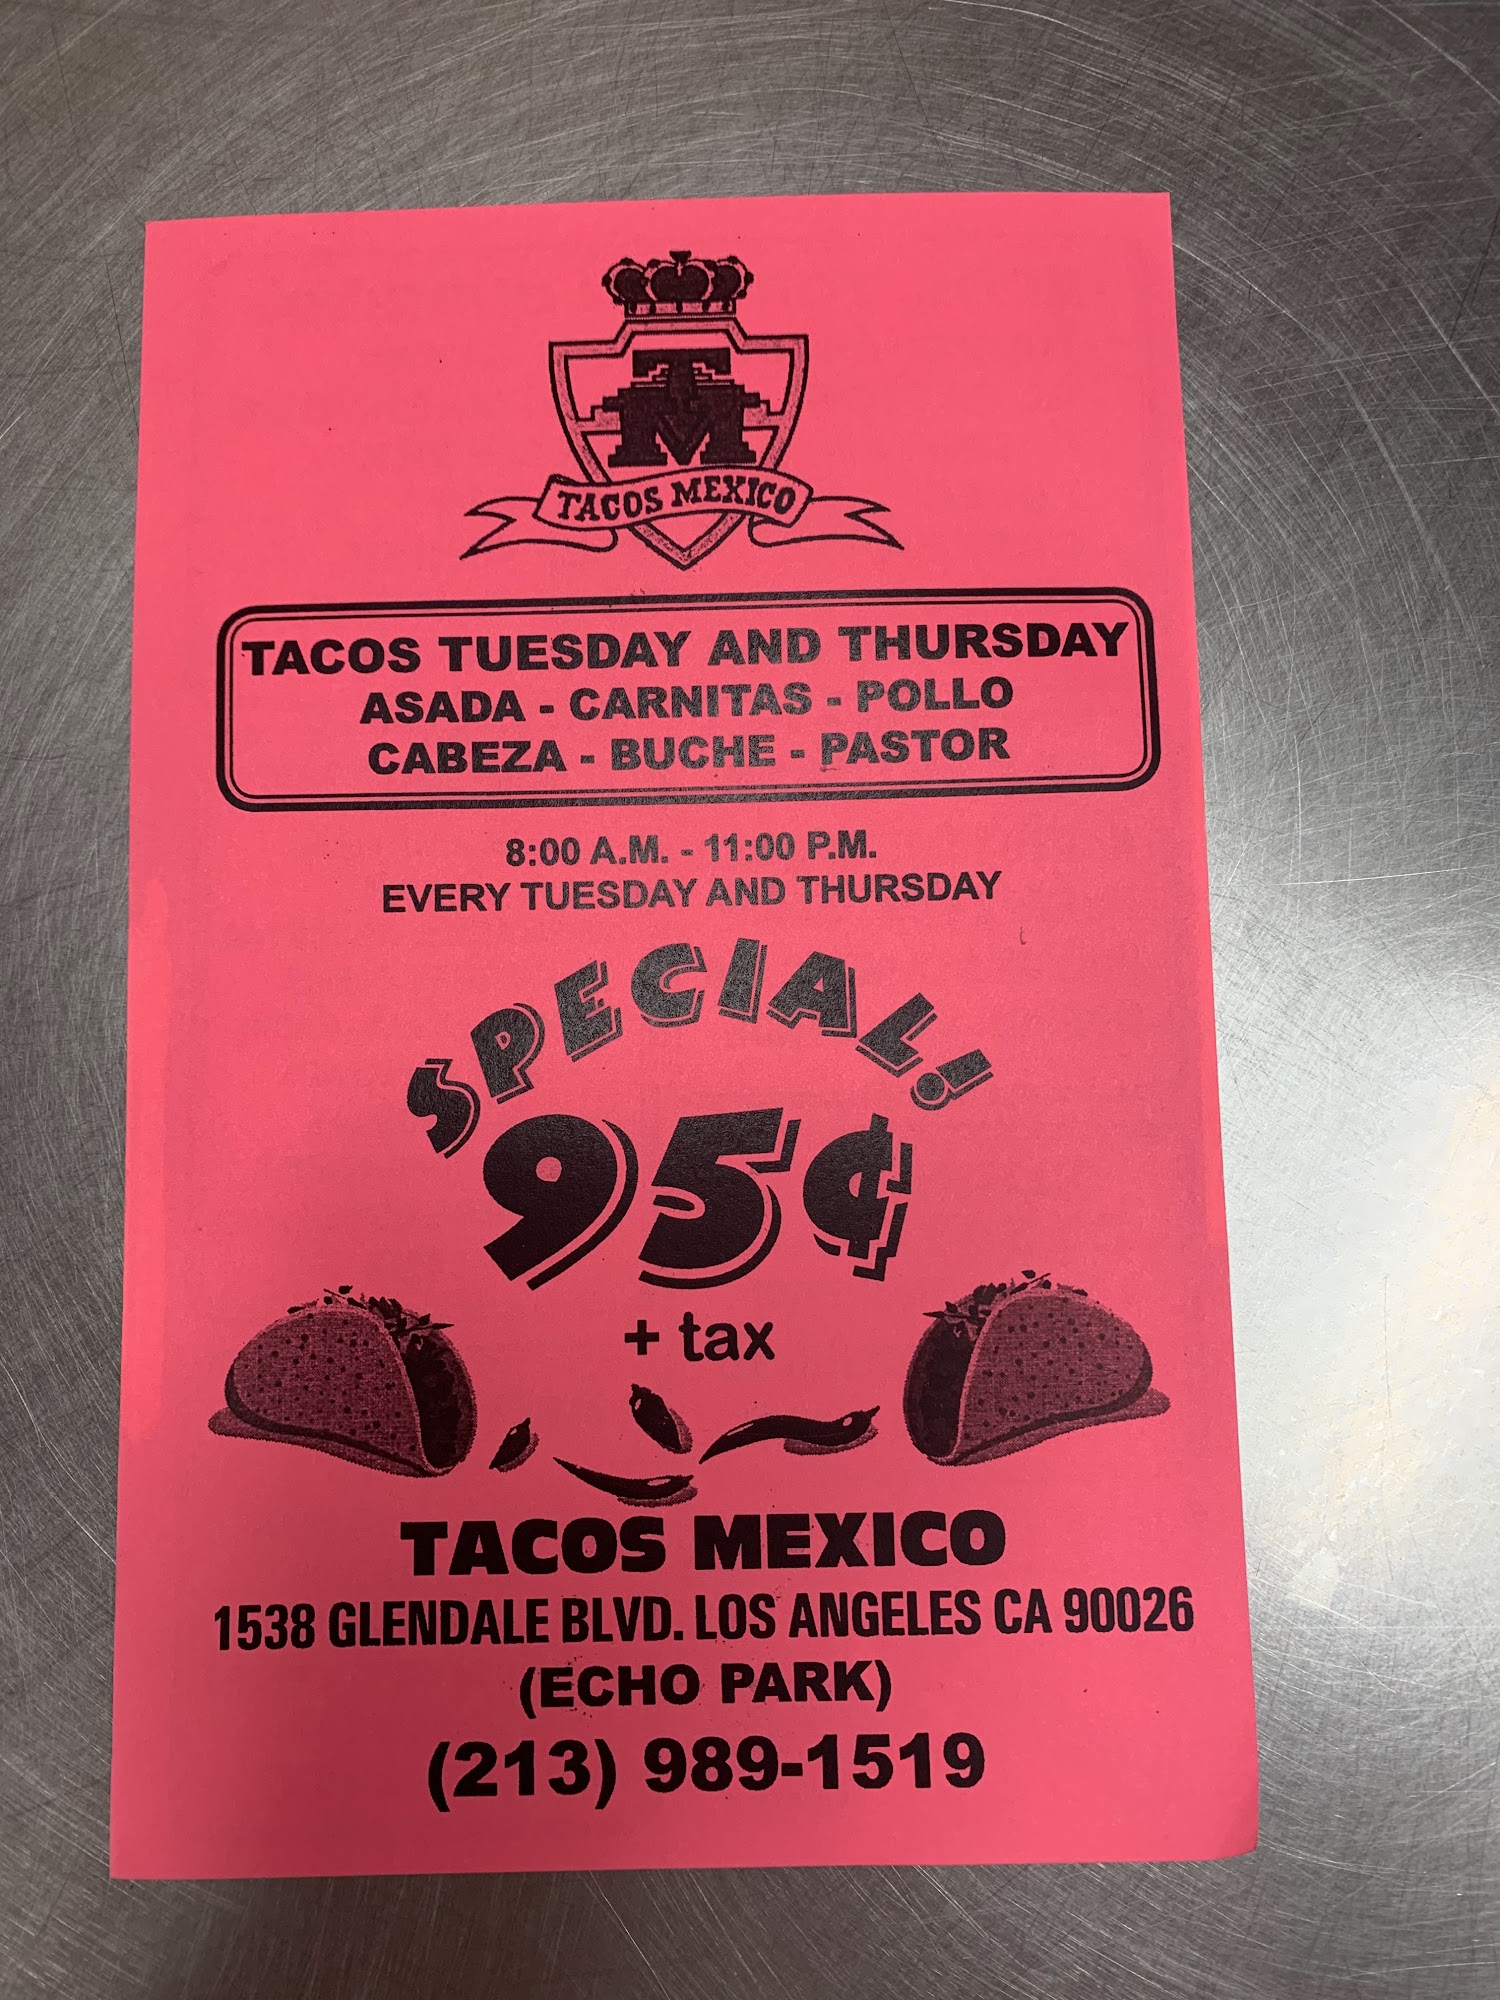 TM
TACOS MEXICO
TACOS TUESDAY AND THURSDAY
ASADA - CARNITAS - POLLO
CABEZA - BUCHE - PASTOR
8:00 A.M. - 11:00 P.M.
EVERY TUESDAY AND THURSDAY
SPECIAL!
95¢
+ tax
TACOS MEXICO
1538 GLENDALE BLVD. LOS ANGELES CA 90026
(ECHO PARK)
(213) 989-1519